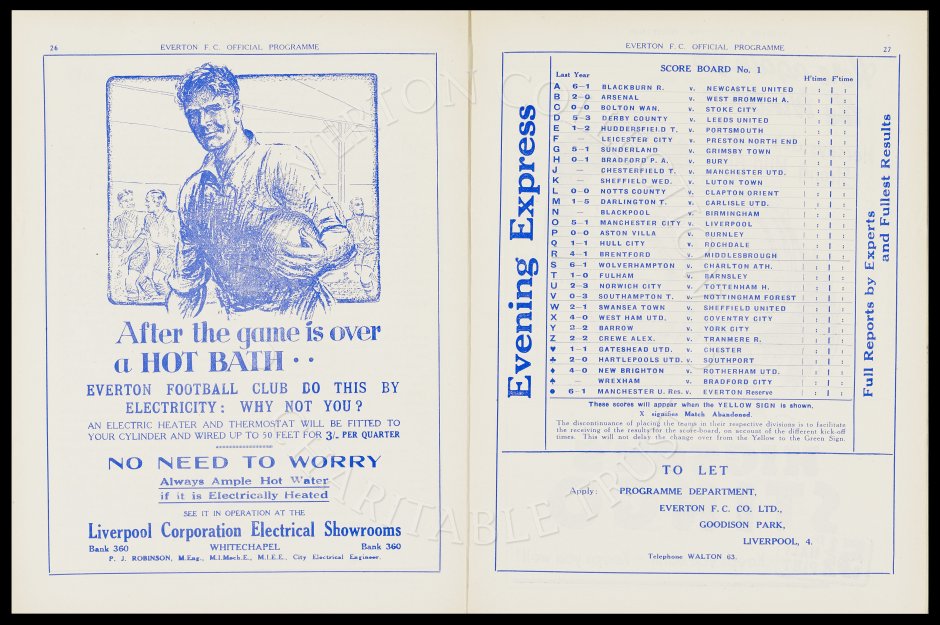 26
EVERTON F. C. OFFICIAL PROGRAMME
After the game is over
a HOT BATH · ·
EVERTON FOOTBALL CLUB DO THIS BY
ELECTRICITY: WHY NOT YOU?
AN ELECTRIC HEATER AND THERMOSTAT WILL BE FITTED TO
YOUR CYLINDER AND WIRED UP TO 50 FEET FOR 3/- PER QUARTER
NO NEED TO WORRY
Always Ample Hot Water
if it is Electrically Heated
SEE IT IN OPERATION AT THE
Liverpool Corporation Electrical Showrooms
Bank 360 WHITECHAPEL Bank 360
P. J. ROBINSON, M.Eng., M.I.Mech.E., M.I.E.E., City Electrical Engineer.
EVERTON F. C. OFFICIAL PROGRAMME
27
Evening Express
SCORE BOARD No. 1
Last Year H'time F'time
A 6–1 BLACKBURN R. v. NEWCASTLE UNITED : :
B 2–0 ARSENAL v. WEST BROMWICH A. : :
C 0–0 BOLTON WAN. v. STOKE CITY : :
D 5–3 DERBY COUNTY v. LEEDS UNITED : :
E 1–2 HUDDERSFIELD T. v. PORTSMOUTH : :
F — LEICESTER CITY v. PRESTON NORTH END : :
G 5–1 SUNDERLAND v. GRIMSBY TOWN : :
H 0–1 BRADFORD P. A. v. BURY : :
J — CHESTERFIELD T. v. MANCHESTER UTD. : :
K — SHEFFIELD WED. v. LUTON TOWN : :
L 0–0 NOTTS COUNTY v. CLAPTON ORIENT : :
M 1–5 DARLINGTON T. v. CARLISLE UTD. : :
N — BLACKPOOL v. BIRMINGHAM : :
O 5–1 MANCHESTER CITY v. LIVERPOOL : :
P 0–0 ASTON VILLA v. BURNLEY : :
Q 1–1 HULL CITY v. ROCHDALE : :
R 4–1 BRENTFORD v. MIDDLESBROUGH : :
S 6–1 WOLVERHAMPTON v. CHARLTON ATH. : :
T 1–0 FULHAM v. BARNSLEY : :
U 2–3 NORWICH CITY v. TOTTENHAM H. : :
V 0–3 SOUTHAMPTON T. v. NOTTINGHAM FOREST : :
W 2–1 SWANSEA TOWN v. SHEFFIELD UNITED : :
X 4–0 WEST HAM UTD. v. COVENTRY CITY : :
Y 2–2 BARROW v. YORK CITY : :
Z 2–2 CREWE ALEX. v. TRANMERE R. : :
♥ 1–1 GATESHEAD UTD. v. CHESTER : :
♣ 2–0 HARTLEPOOLS UTD. v. SOUTHPORT : :
♦ 4–0 NEW BRIGHTON v. ROTHERHAM UTD. : :
♠ — WREXHAM v. BRADFORD CITY : :
● 6–1 MANCHESTER U. Res. v. EVERTON Reserve : :
Full Reports by Experts
and Fullest Results
These scores will appear when the YELLOW SIGN is shown.
X signifies Match Abandoned.
The discontinuance of placing the teams in their respective divisions is to facilitate
the receiving of the results for the score-board, on account of the different kick-off
times. This will not delay the change over from the Yellow to the Green Sign.
TO LET
Apply: PROGRAMME DEPARTMENT,
EVERTON F. C. CO. LTD.,
GOODISON PARK,
LIVERPOOL, 4.
Telephone WALTON 63.